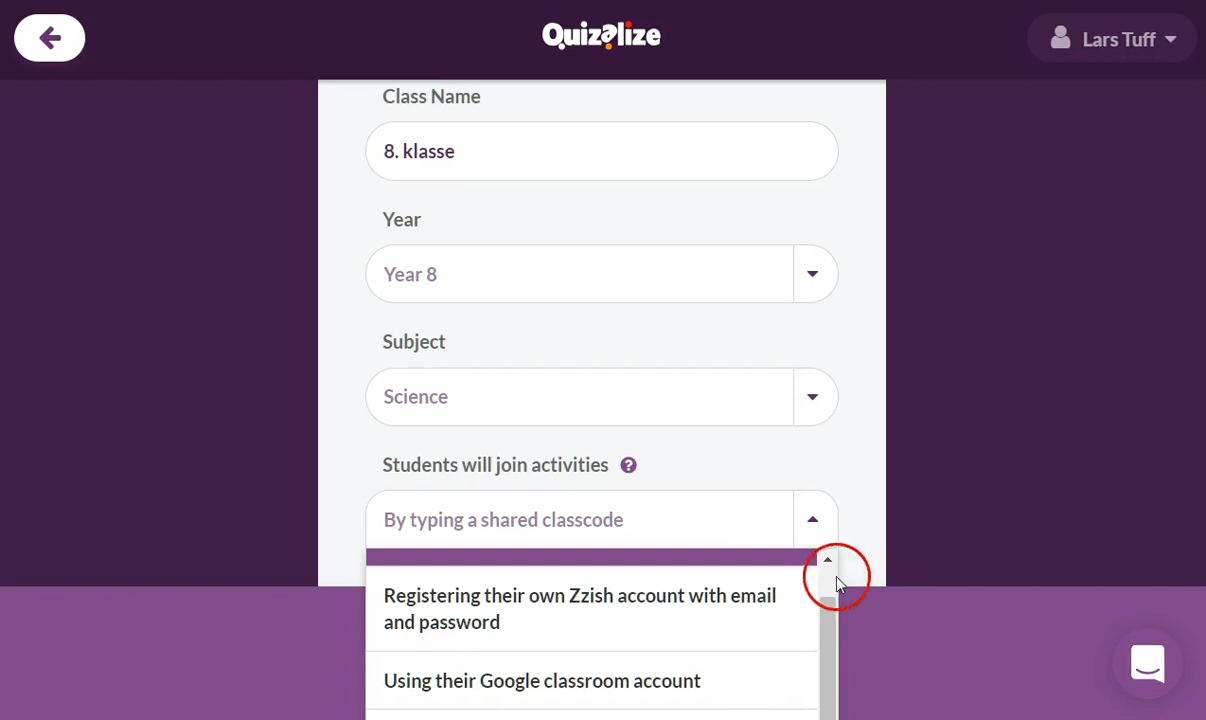 Quizalize
Lars Tuff
Class Name
8. klasse
Year
Year 8
Subject
Science
Students will join activities ?
By typing a shared classcode
Registering their own Zzish account with email
and password
Using their Google classroom account